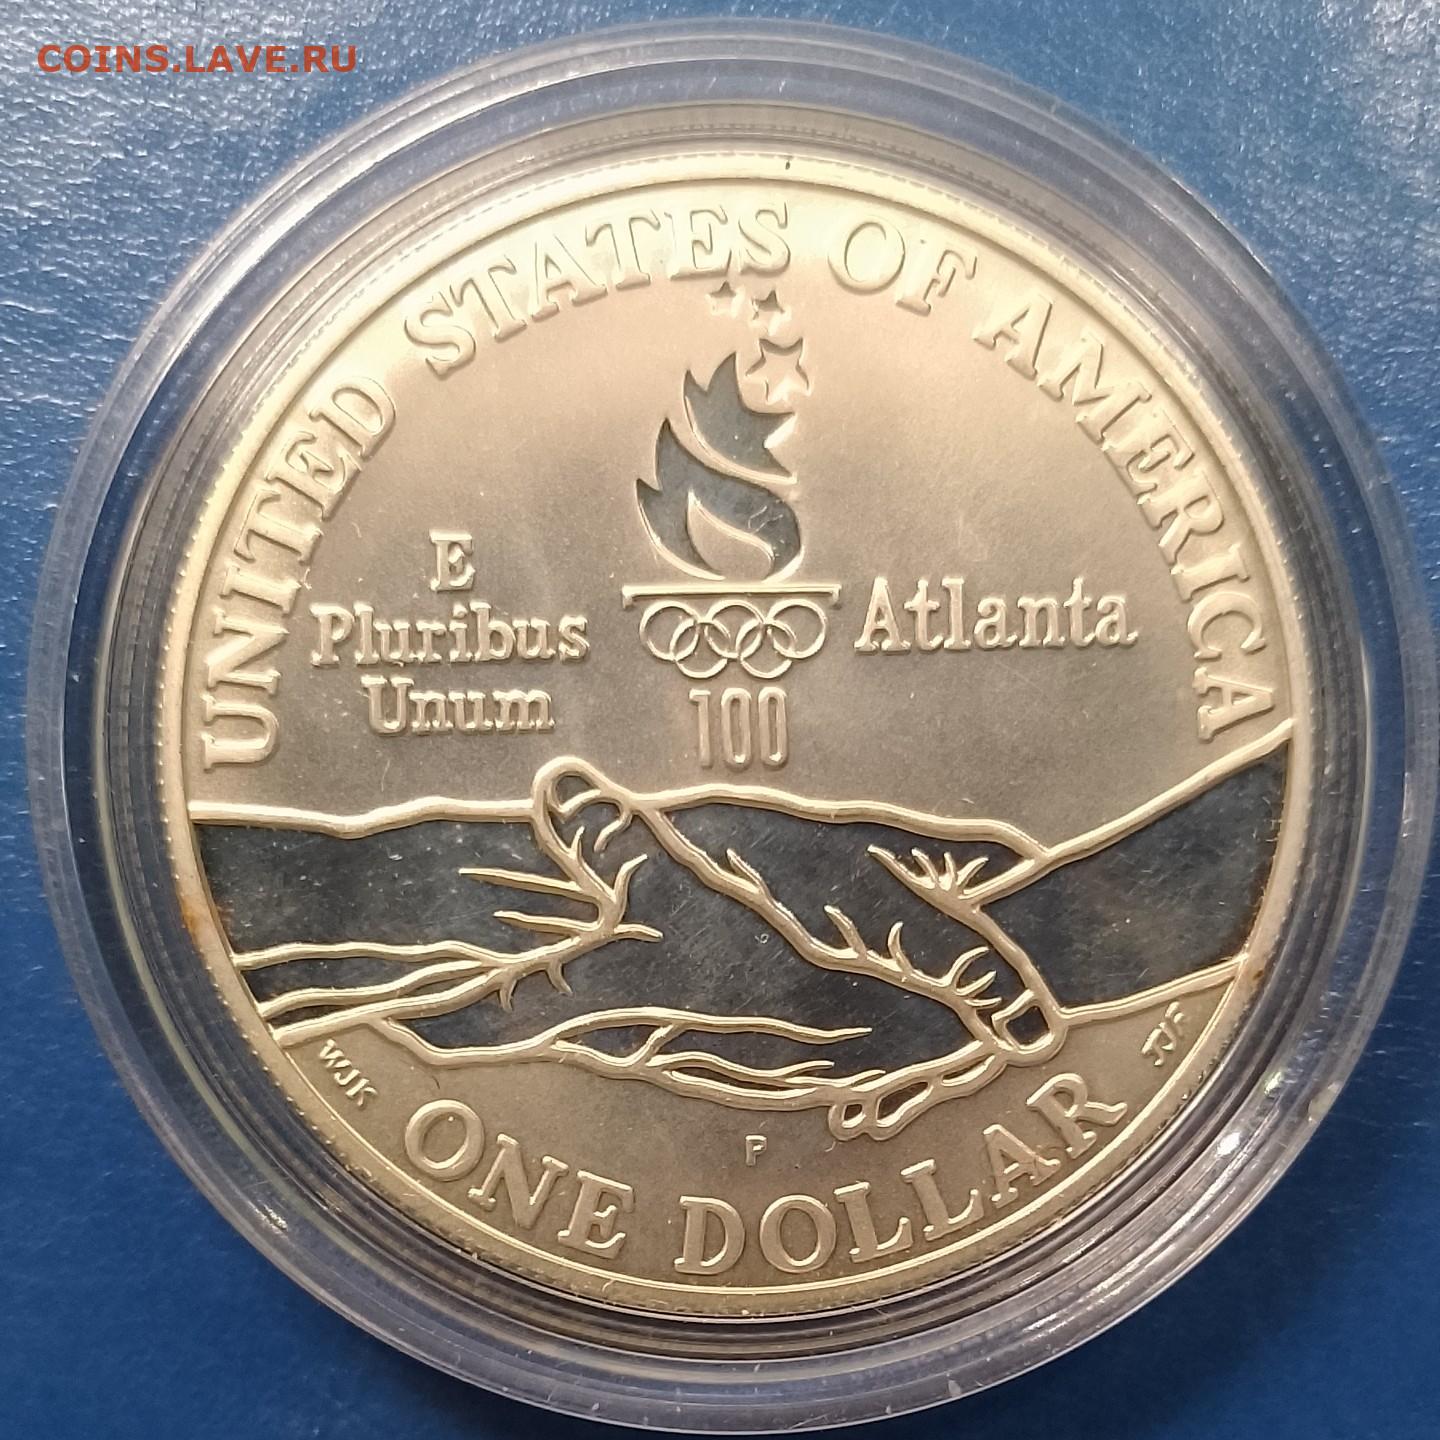 COINS.LAVE.RU
UNITED STATES OF AMERICA
E
Pluribus
Unum
Atlanta
100
WJK
JJF
P
ONE DOLLAR